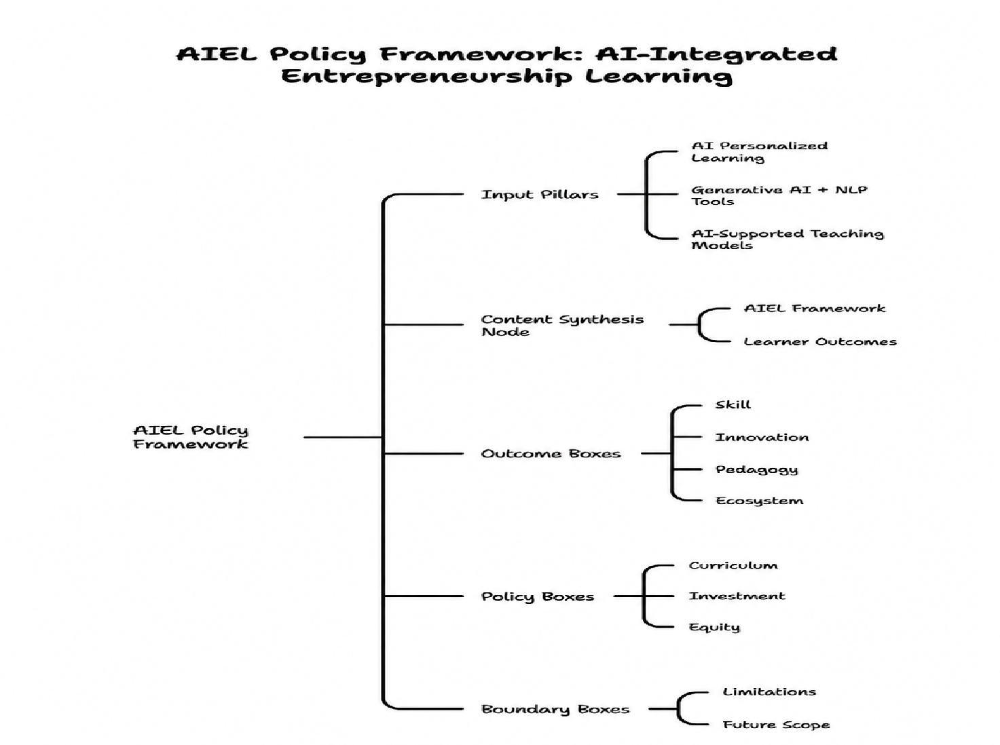 AIEL Policy Framework: AI-Integrated
Entrepreneurship Learning
AI Personalized
Learning
Input Pillars
Generative AI + NLP
Tools
AI-Supported Teaching
Models
Content Synthesis
Node
AIEL Framework
Learner Outcomes
AIEL Policy
Framework
Outcome Boxes
Skill
Innovation
Pedagogy
Ecosystem
Policy Boxes
Curriculum
Investment
Equity
Boundary Boxes
Limitations
Future Scope